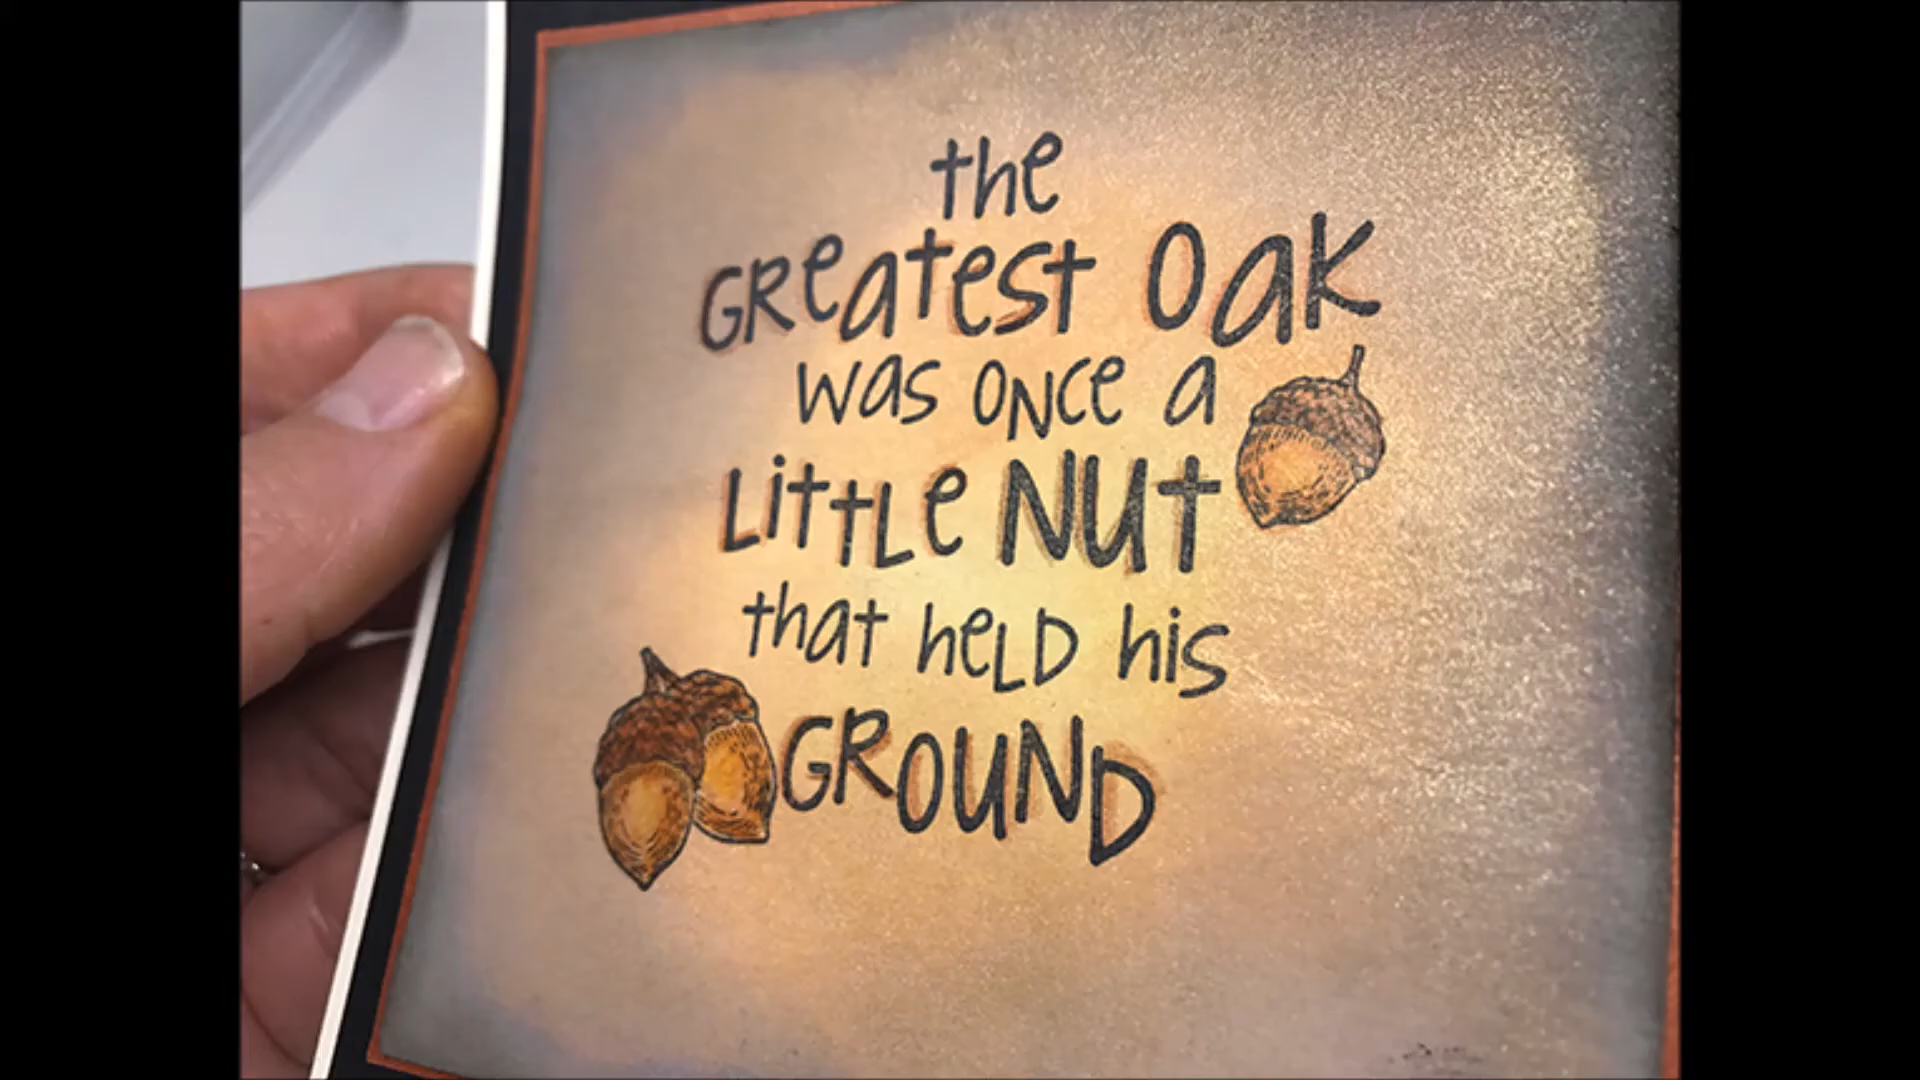 the
GReatest Oak
was ONce a
LittLe NUt
that heLD his
GROUND